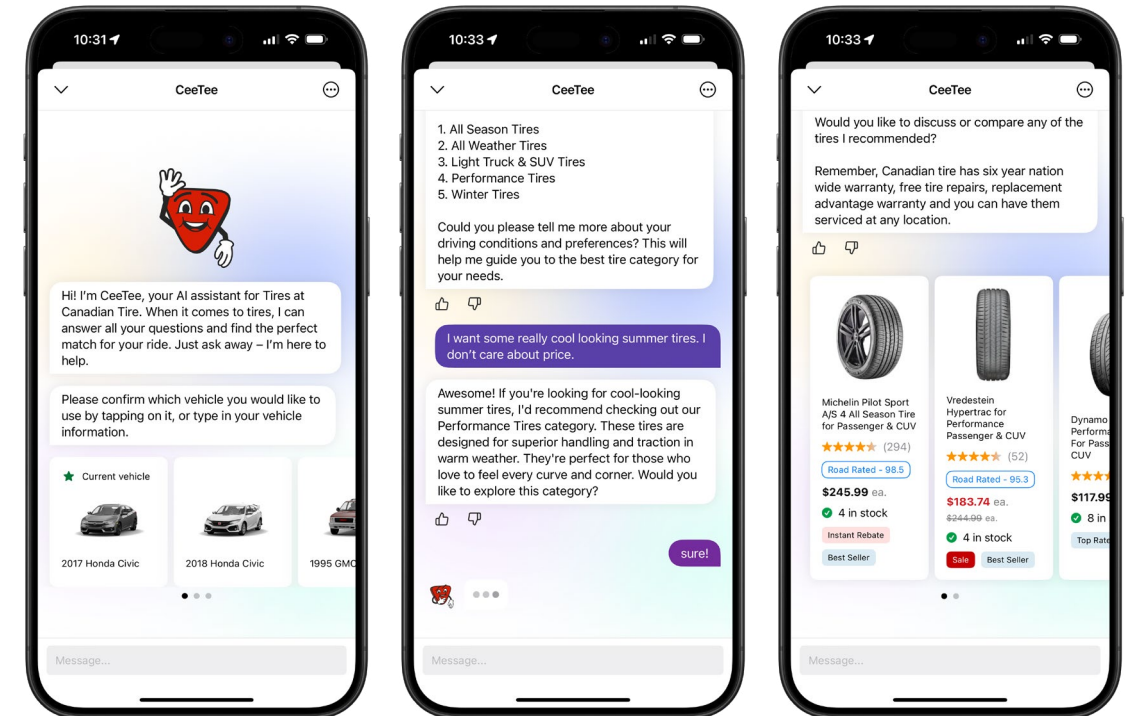 10:31
CeeTee
Hi! I'm CeeTee, your AI assistant for Tires at
Canadian Tire. When it comes to tires, I can
answer all your questions and find the perfect
match for your ride. Just ask away – I'm here to
help.
Please confirm which vehicle you would like to
use by tapping on it, or type in your vehicle
information.
Current vehicle
2017 Honda Civic
2018 Honda Civic
1995 GMC
Message...
10:33
CeeTee
1. All Season Tires
2. All Weather Tires
3. Light Truck & SUV Tires
4. Performance Tires
5. Winter Tires
Could you please tell me more about your
driving conditions and preferences? This will
help me guide you to the best tire category for
your needs.
I want some really cool looking summer tires. I
don't care about price.
Awesome! If you're looking for cool-looking
summer tires, I'd recommend checking out our
Performance Tires category. These tires are
designed for superior handling and traction in
warm weather. They're perfect for those who
love to feel every curve and corner. Would you
like to explore this category?
sure!
Message...
10:33
CeeTee
Would you like to discuss or compare any of the
tires I recommended?
Remember, Canadian tire has six year nation
wide warranty, free tire repairs, replacement
advantage warranty and you can have them
serviced at any location.
Michelin Pilot Sport
A/S 4 All Season Tire
for Passenger & CUV
(294)
Road Rated - 98.5
$245.99 ea.
4 in stock
Instant Rebate
Best Seller
Vredestein
Hypertrac for
Performance
Passenger & CUV
(52)
Road Rated - 95.3
$183.74 ea.
$244.99 ea.
4 in stock
Sale
Best Seller
Dynamo
Performa
For Pass
CUV
$117.99
8 in
Top Rate
Message...